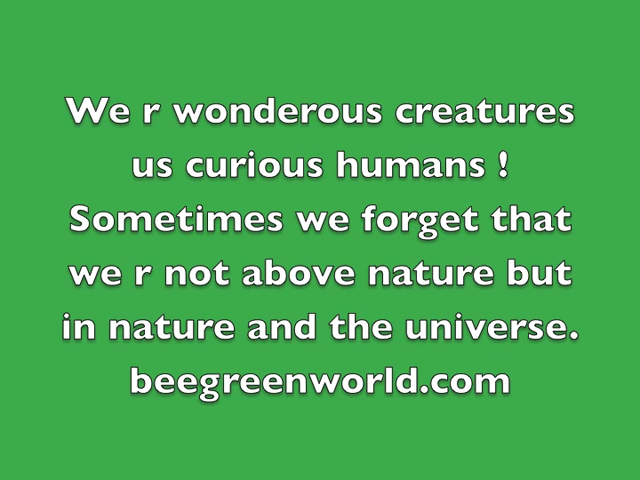 We r wonderous creatures
us curious humans !
Sometimes we forget that
we r not above nature but
in nature and the universe.
beegreenworld.com